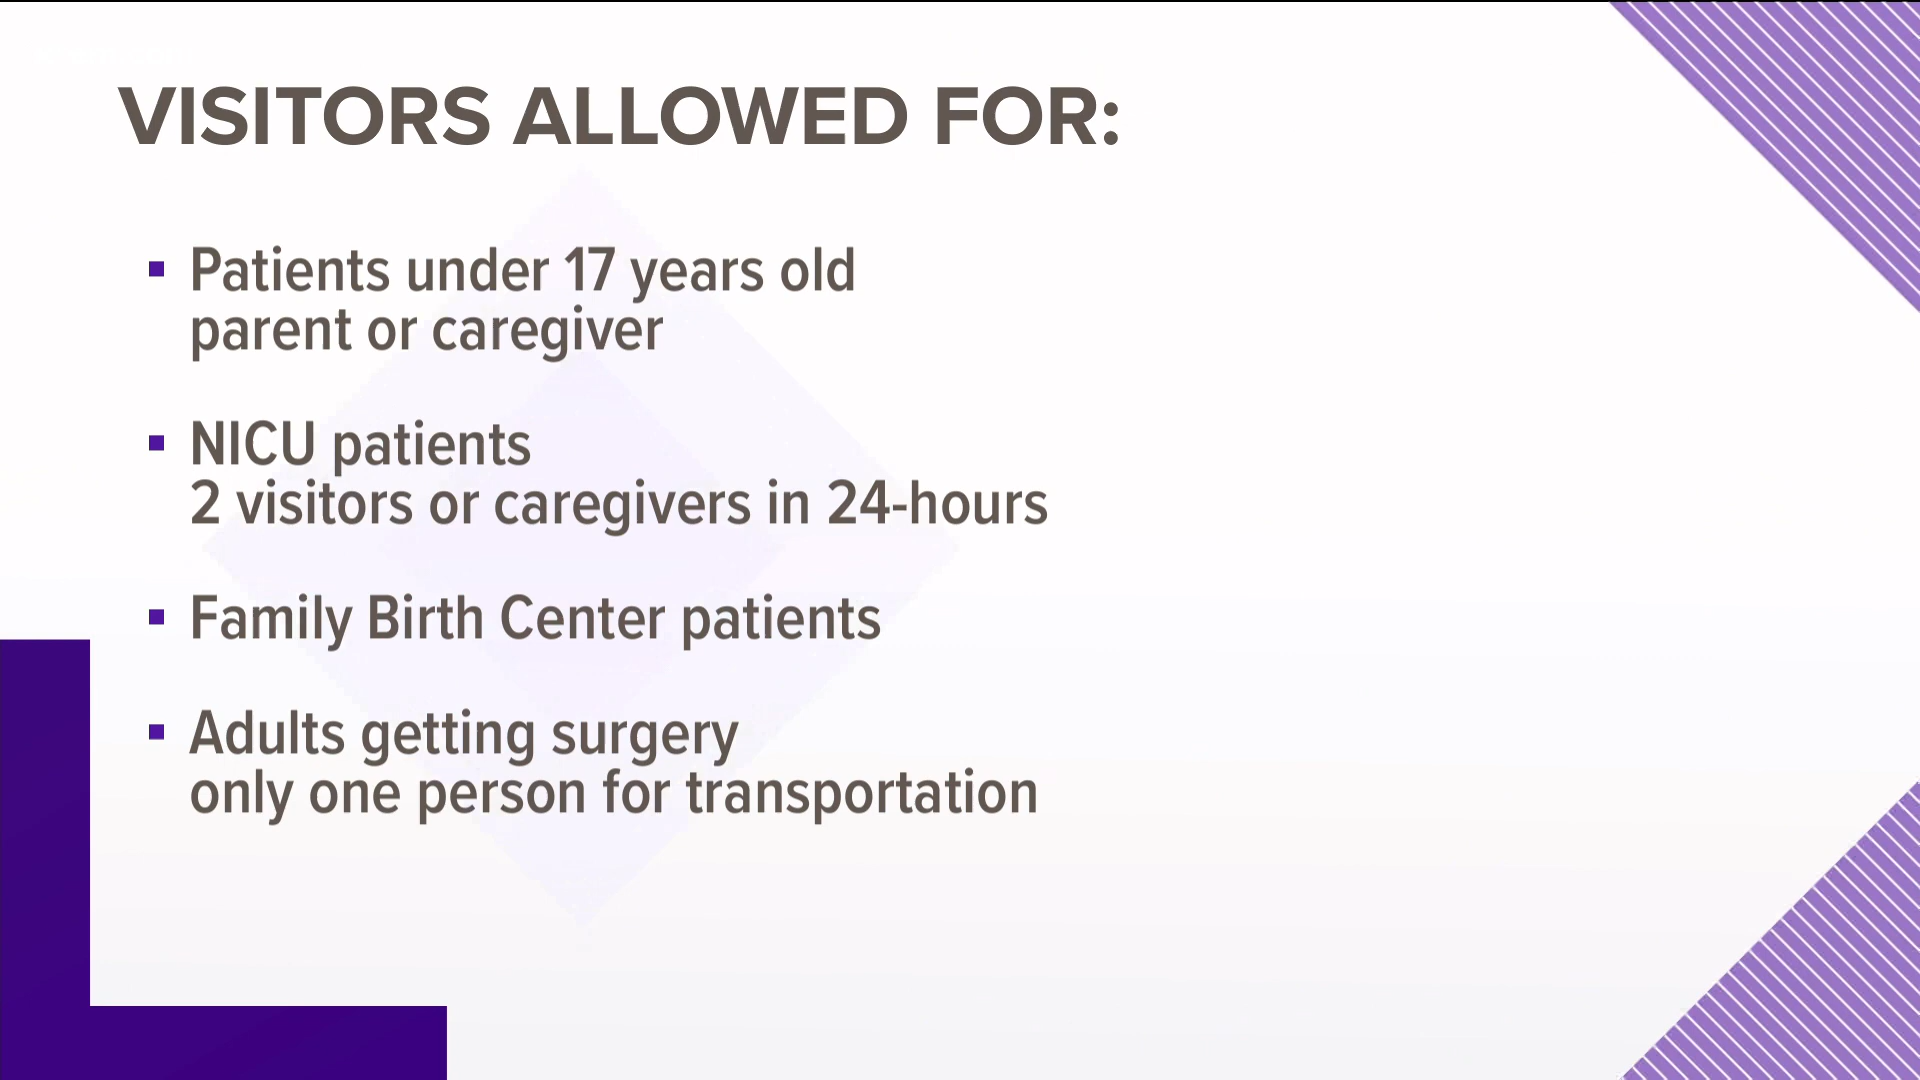 VISITORS ALLOWED FOR:
▪ Patients under 17 years old
parent or caregiver
▪ NICU patients
2 visitors or caregivers in 24-hours
▪ Family Birth Center patients
▪ Adults getting surgery
only one person for transportation